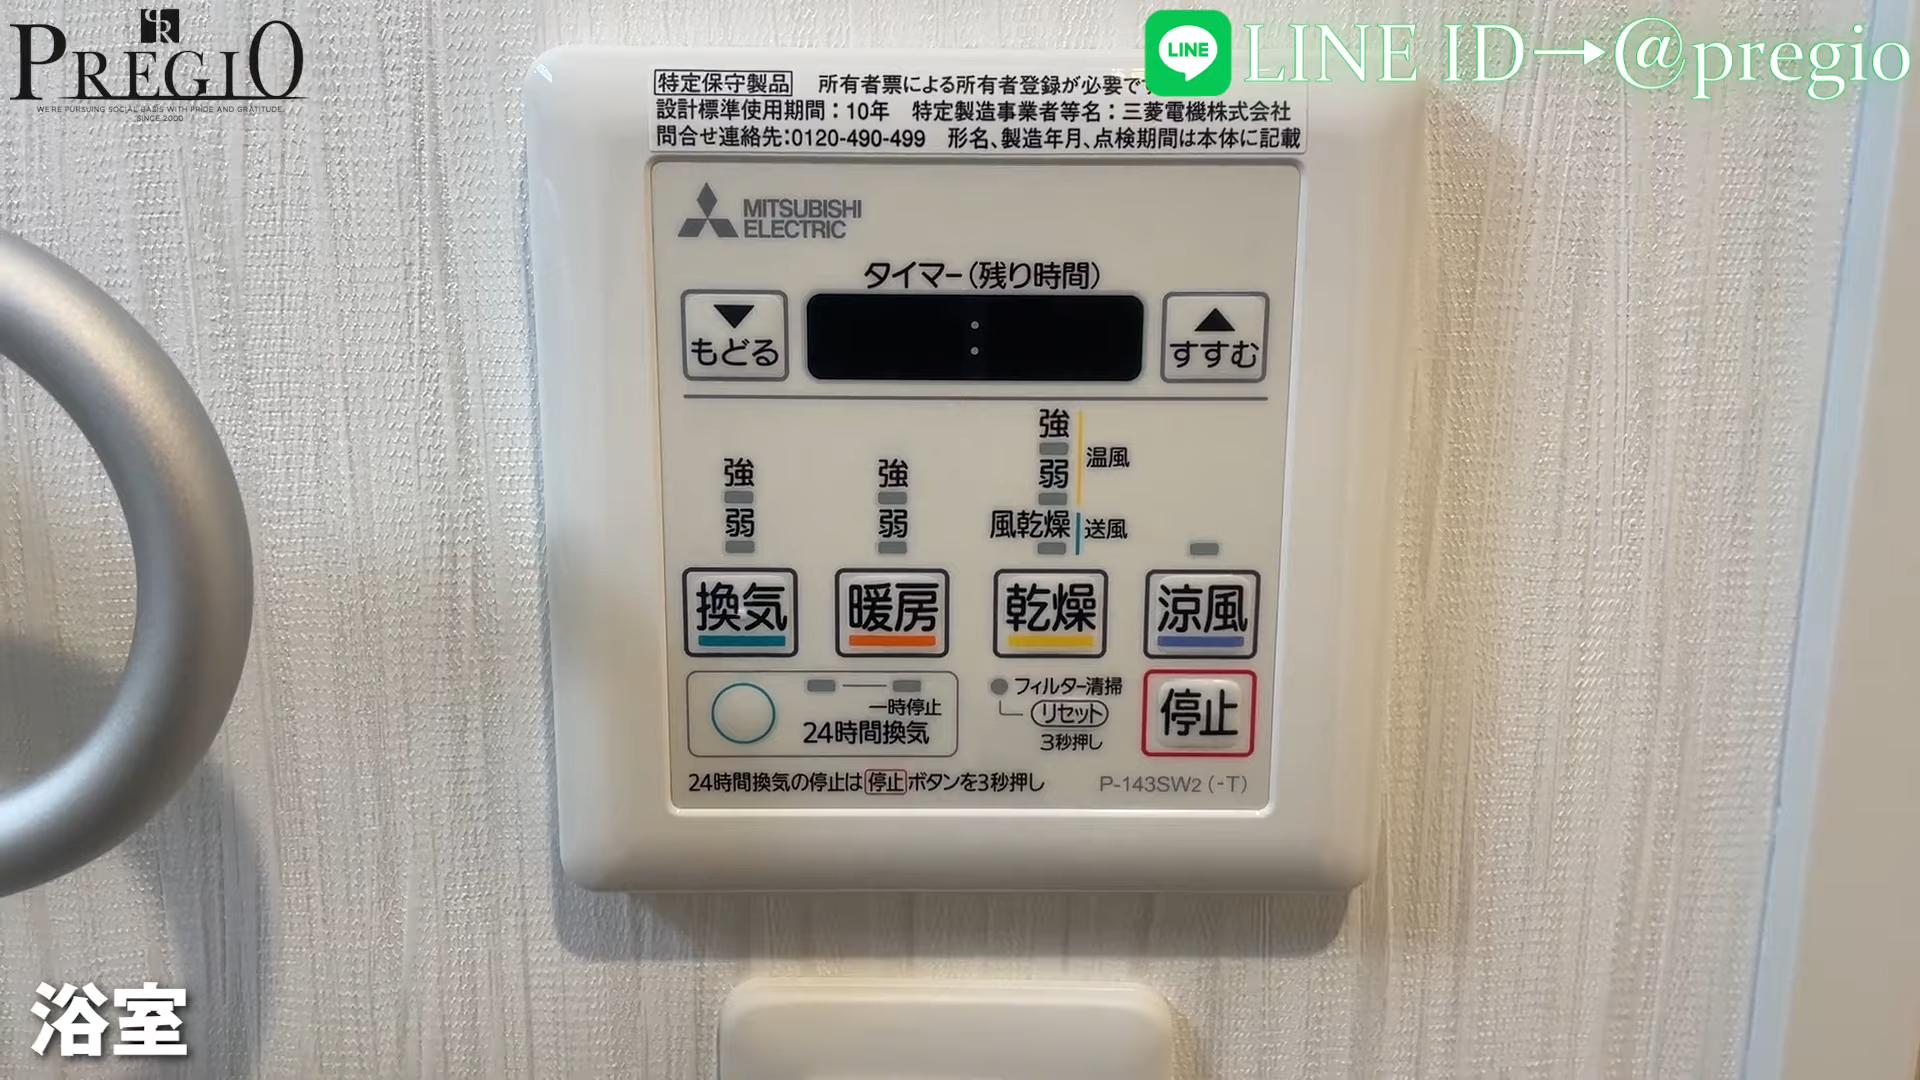 PREGIO
WE'RE PURSUING SOCIAL BASIS WITH PRIDE AND GRATITUDE.
SINCE 2000
LINE
LINE ID→@pregio
特定保守製品 所有者票による所有者登録が必要で
設計標準使用期間：10年 特定製造事業者等名：三菱電機株式会社
問合せ連絡先：0120-490-499 形名、製造年月、点検期間は本体に記載
MITSUBISHI
ELECTRIC
タイマー(残り時間)
▼
もどる
:
▲
すすむ
強
弱
強
弱
強
弱
温風
風乾燥
送風
換気
暖房
乾燥
涼風
一時停止
24時間換気
フィルター清掃
リセット
3秒押し
停止
24時間換気の停止は停止ボタンを3秒押し
P-143SW2(-T)
浴室